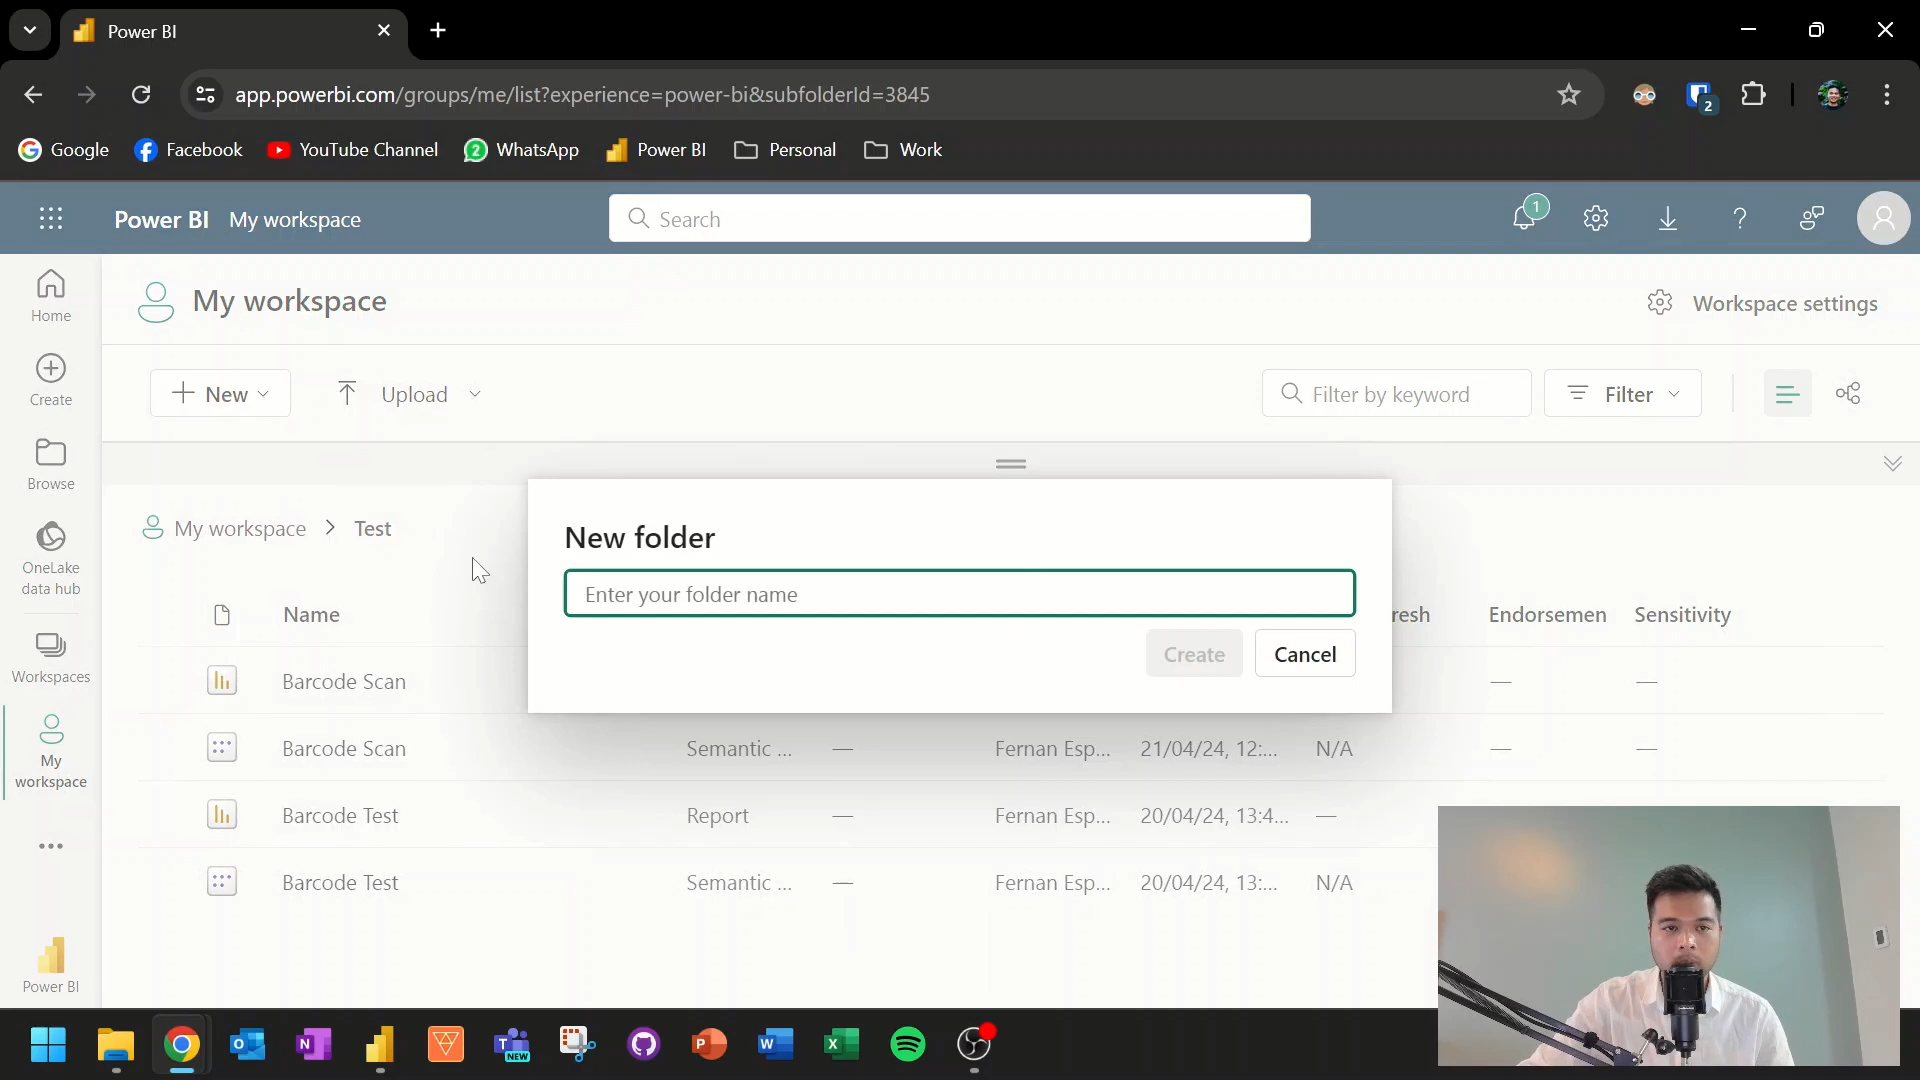 Power BI
app.powerbi.com/groups/me/list?experience=power-bi&subfolderId=3845
2
Google
Facebook
YouTube Channel
2
WhatsApp
Power BI
Personal
Work
Power BI
My workspace
Search
1
Home
Create
Browse
OneLake
data hub
Workspaces
My
workspace
Power BI
My workspace
Workspace settings
New
Upload
Filter by keyword
Filter
My workspace > Test
Name
resh
Endorsemen
Sensitivity
New folder
Enter your folder name
Create
Cancel
Barcode Scan
— —
Barcode Scan Semantic ... — Fernan Esp... 21/04/24, 12:... N/A — —
Barcode Test Report — Fernan Esp... 20/04/24, 13:4... —
Barcode Test Semantic ... — Fernan Esp... 20/04/24, 13:... N/A
O
N
T
NEW
P
W
X